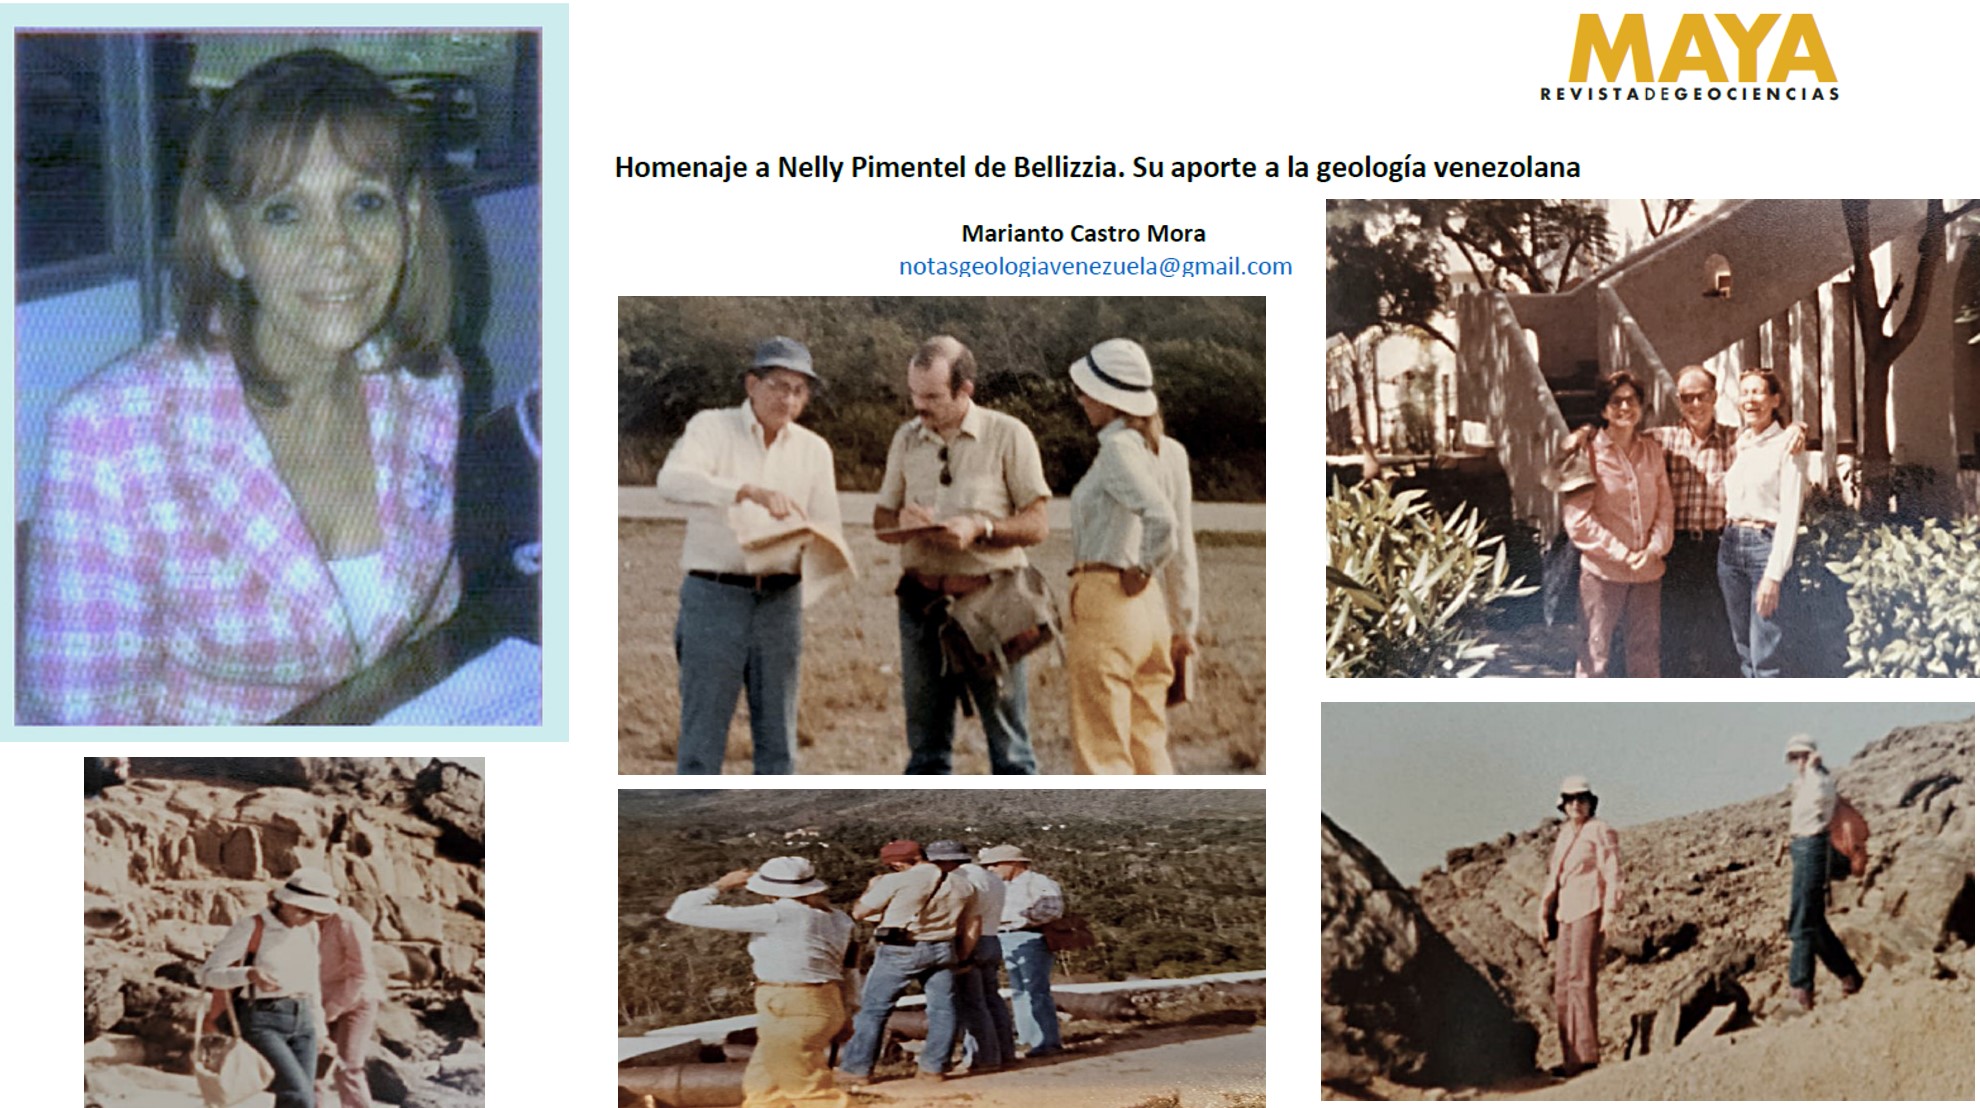 MAYA
REVISTADEGEOCIENCIAS
Homenaje a Nelly Pimentel de Bellizzia. Su aporte a la geología venezolana
Marianto Castro Mora
notasgeologiavenezuela@gmail.com